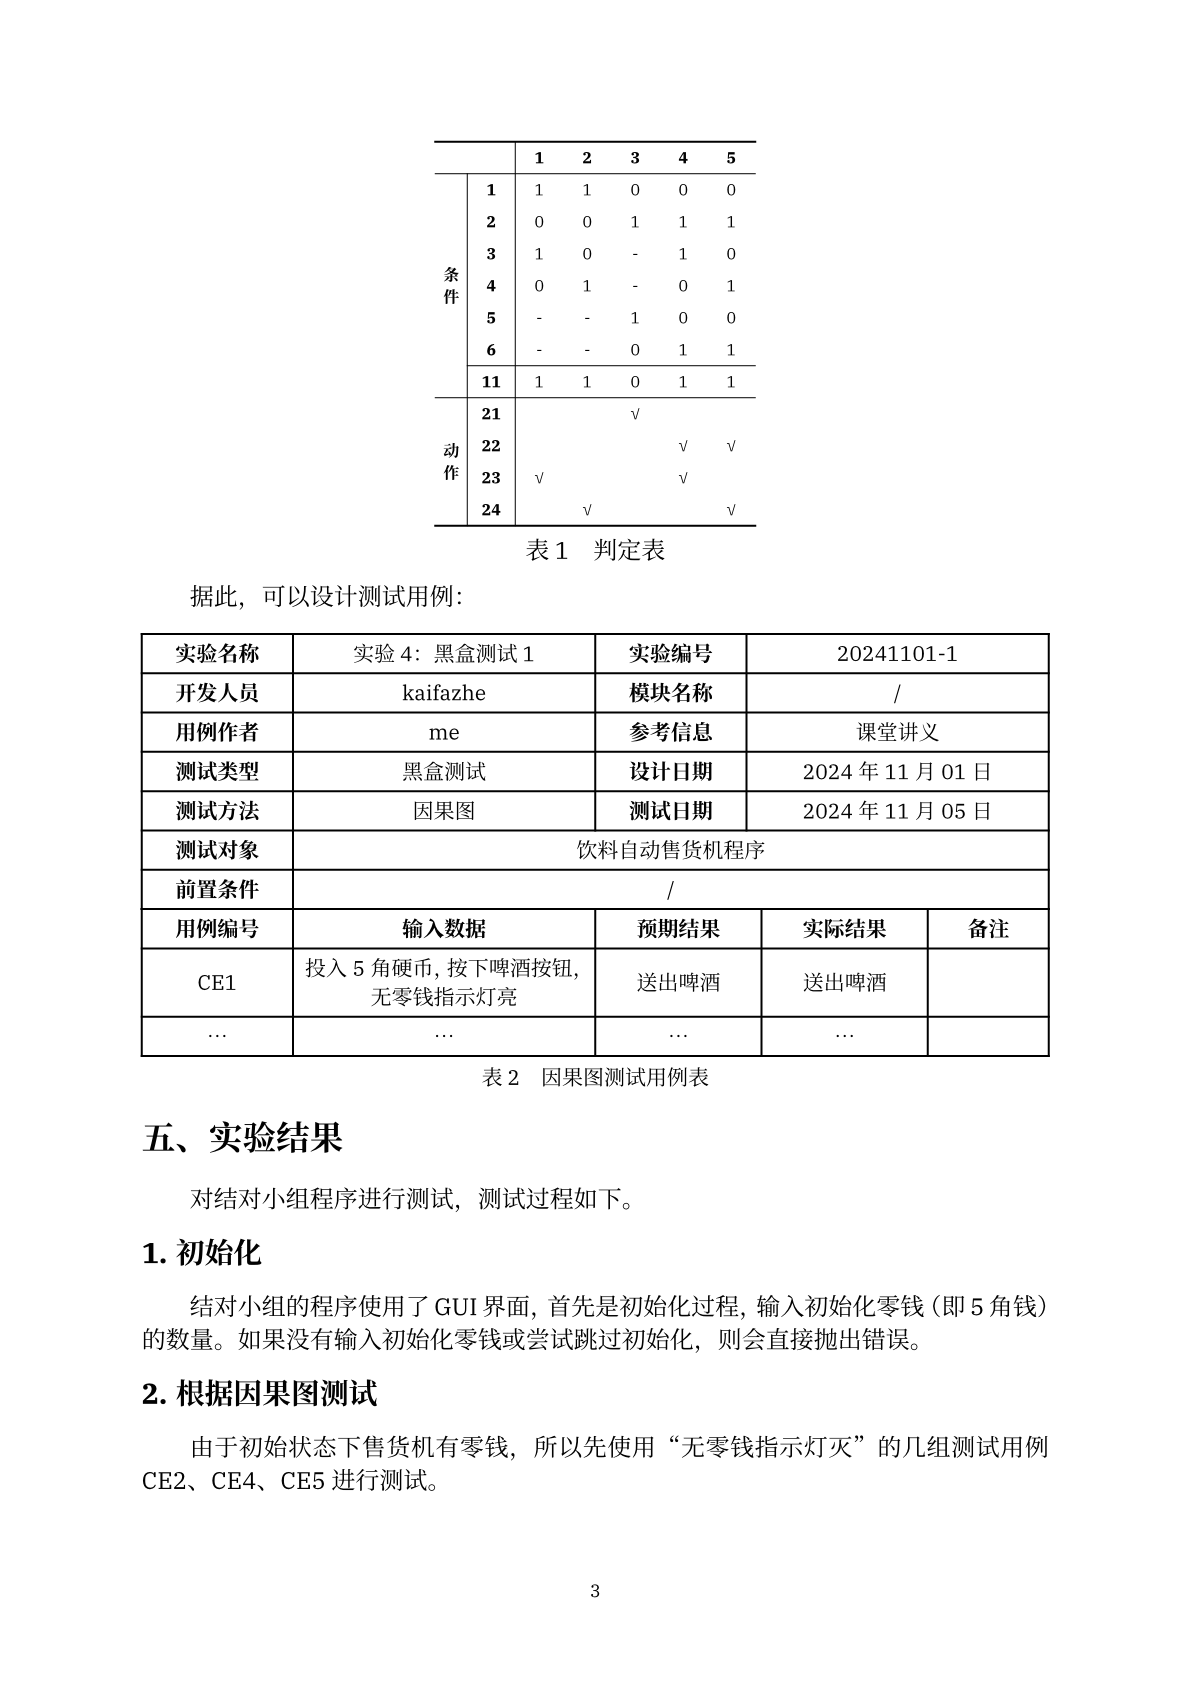 1 2 3 4 5
1 1 1 0 0 0
2 0 0 1 1 1
3 1 0 - 1 0
条件
4 0 1 - 0 1
5 - - 1 0 0
6 - - 0 1 1
11 1 1 0 1 1
21 √
动作
22 √ √
23 √ √
24 √ √
表 1 判定表
据此，可以设计测试用例：
实验名称 实验 4：黑盒测试 1 实验编号 20241101-1
开发人员 kaifazhe 模块名称 /
用例作者 me 参考信息 课堂讲义
测试类型 黑盒测试 设计日期 2024 年 11 月 01 日
测试方法 因果图 测试日期 2024 年 11 月 05 日
测试对象 饮料自动售货机程序
前置条件 /
用例编号 输入数据 预期结果 实际结果 备注
CE1 投入 5 角硬币，按下啤酒按钮，
无零钱指示灯亮 送出啤酒 送出啤酒
… … … …
表 2 因果图测试用例表
五、实验结果
对结对小组程序进行测试，测试过程如下。
1. 初始化
结对小组的程序使用了 GUI 界面，首先是初始化过程，输入初始化零钱（即 5 角钱）
的数量。如果没有输入初始化零钱或尝试跳过初始化，则会直接抛出错误。
2. 根据因果图测试
由于初始状态下售货机有零钱，所以先使用“无零钱指示灯灭”的几组测试用例
CE2、CE4、CE5 进行测试。
3